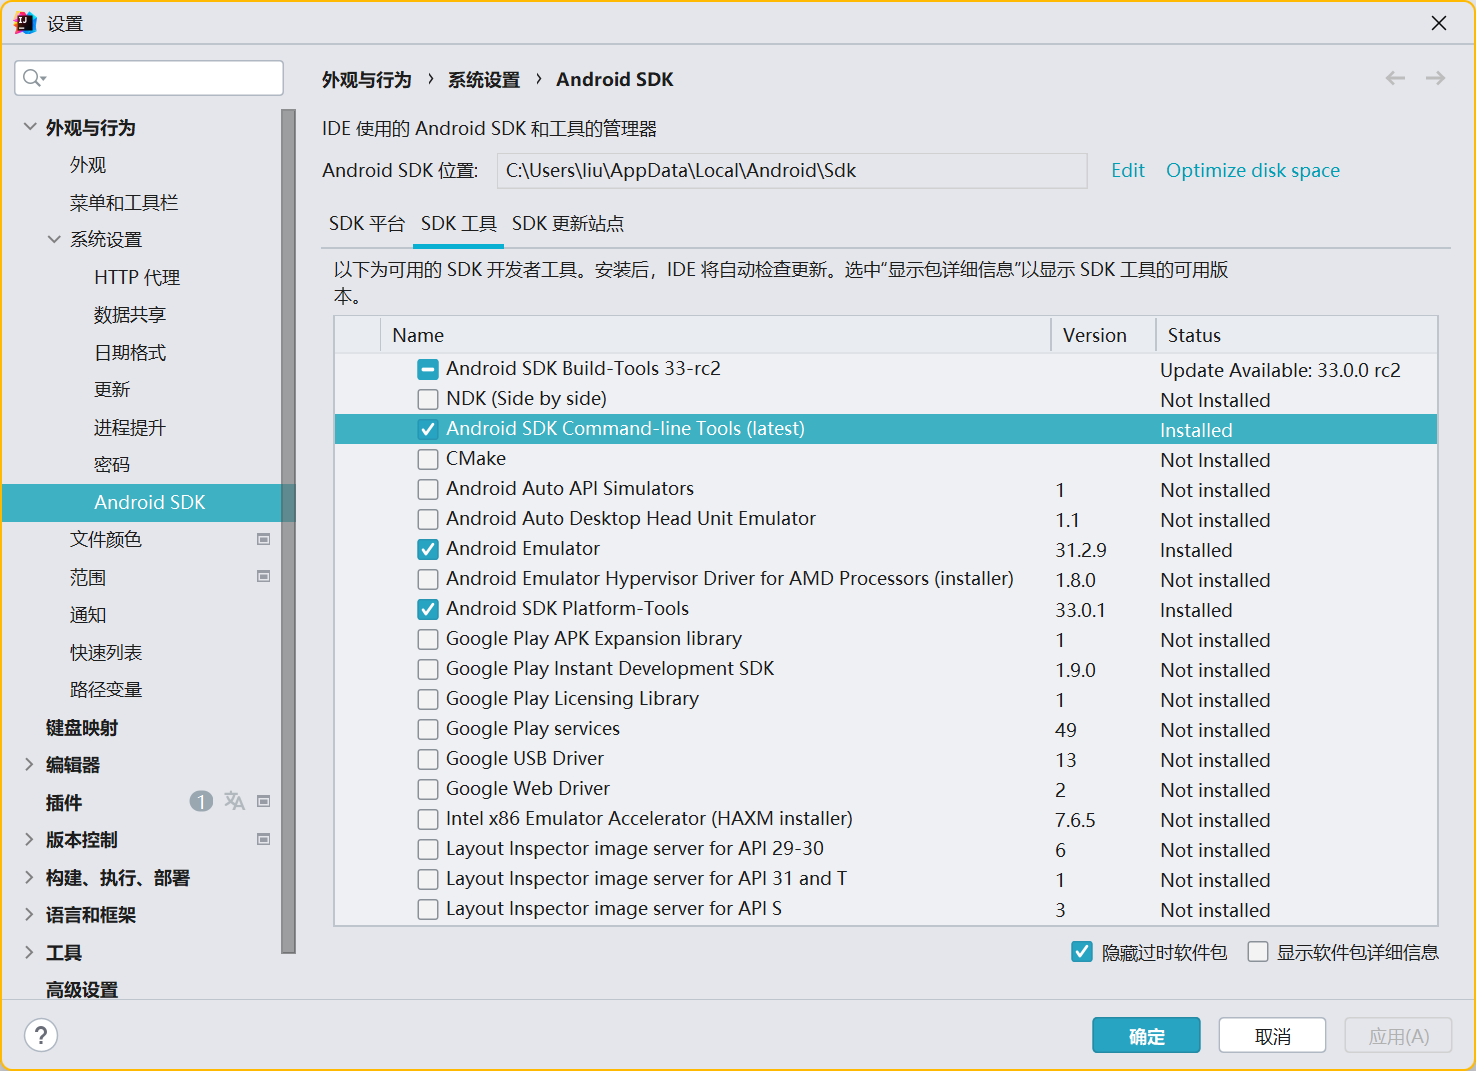 设置
外观与行为 › 系统设置 › Android SDK
IDE 使用的 Android SDK 和工具的管理器
Android SDK 位置: C:\Users\liu\AppData\Local\Android\Sdk Edit Optimize disk space
SDK 平台 SDK 工具 SDK 更新站点
以下为可用的 SDK 开发者工具。安装后，IDE 将自动检查更新。选中“显示包详细信息”以显示 SDK 工具的可用版
本。
外观与行为
外观
菜单和工具栏
系统设置
HTTP 代理
数据共享
日期格式
更新
进程提升
密码
Android SDK
文件颜色
范围
通知
快速列表
路径变量
键盘映射
编辑器
插件 1
版本控制
构建、执行、部署
语言和框架
工具
高级设置
Name Version Status
Android SDK Build-Tools 33-rc2 Update Available: 33.0.0 rc2
NDK (Side by side) Not Installed
Android SDK Command-line Tools (latest) Installed
CMake Not Installed
Android Auto API Simulators 1 Not installed
Android Auto Desktop Head Unit Emulator 1.1 Not installed
Android Emulator 31.2.9 Installed
Android Emulator Hypervisor Driver for AMD Processors (installer) 1.8.0 Not installed
Android SDK Platform-Tools 33.0.1 Installed
Google Play APK Expansion library 1 Not installed
Google Play Instant Development SDK 1.9.0 Not installed
Google Play Licensing Library 1 Not installed
Google Play services 49 Not installed
Google USB Driver 13 Not installed
Google Web Driver 2 Not installed
Intel x86 Emulator Accelerator (HAXM installer) 7.6.5 Not installed
Layout Inspector image server for API 29-30 6 Not installed
Layout Inspector image server for API 31 and T 1 Not installed
Layout Inspector image server for API S 3 Not installed
隐藏过时软件包 显示软件包详细信息
? 确定 取消 应用(A)